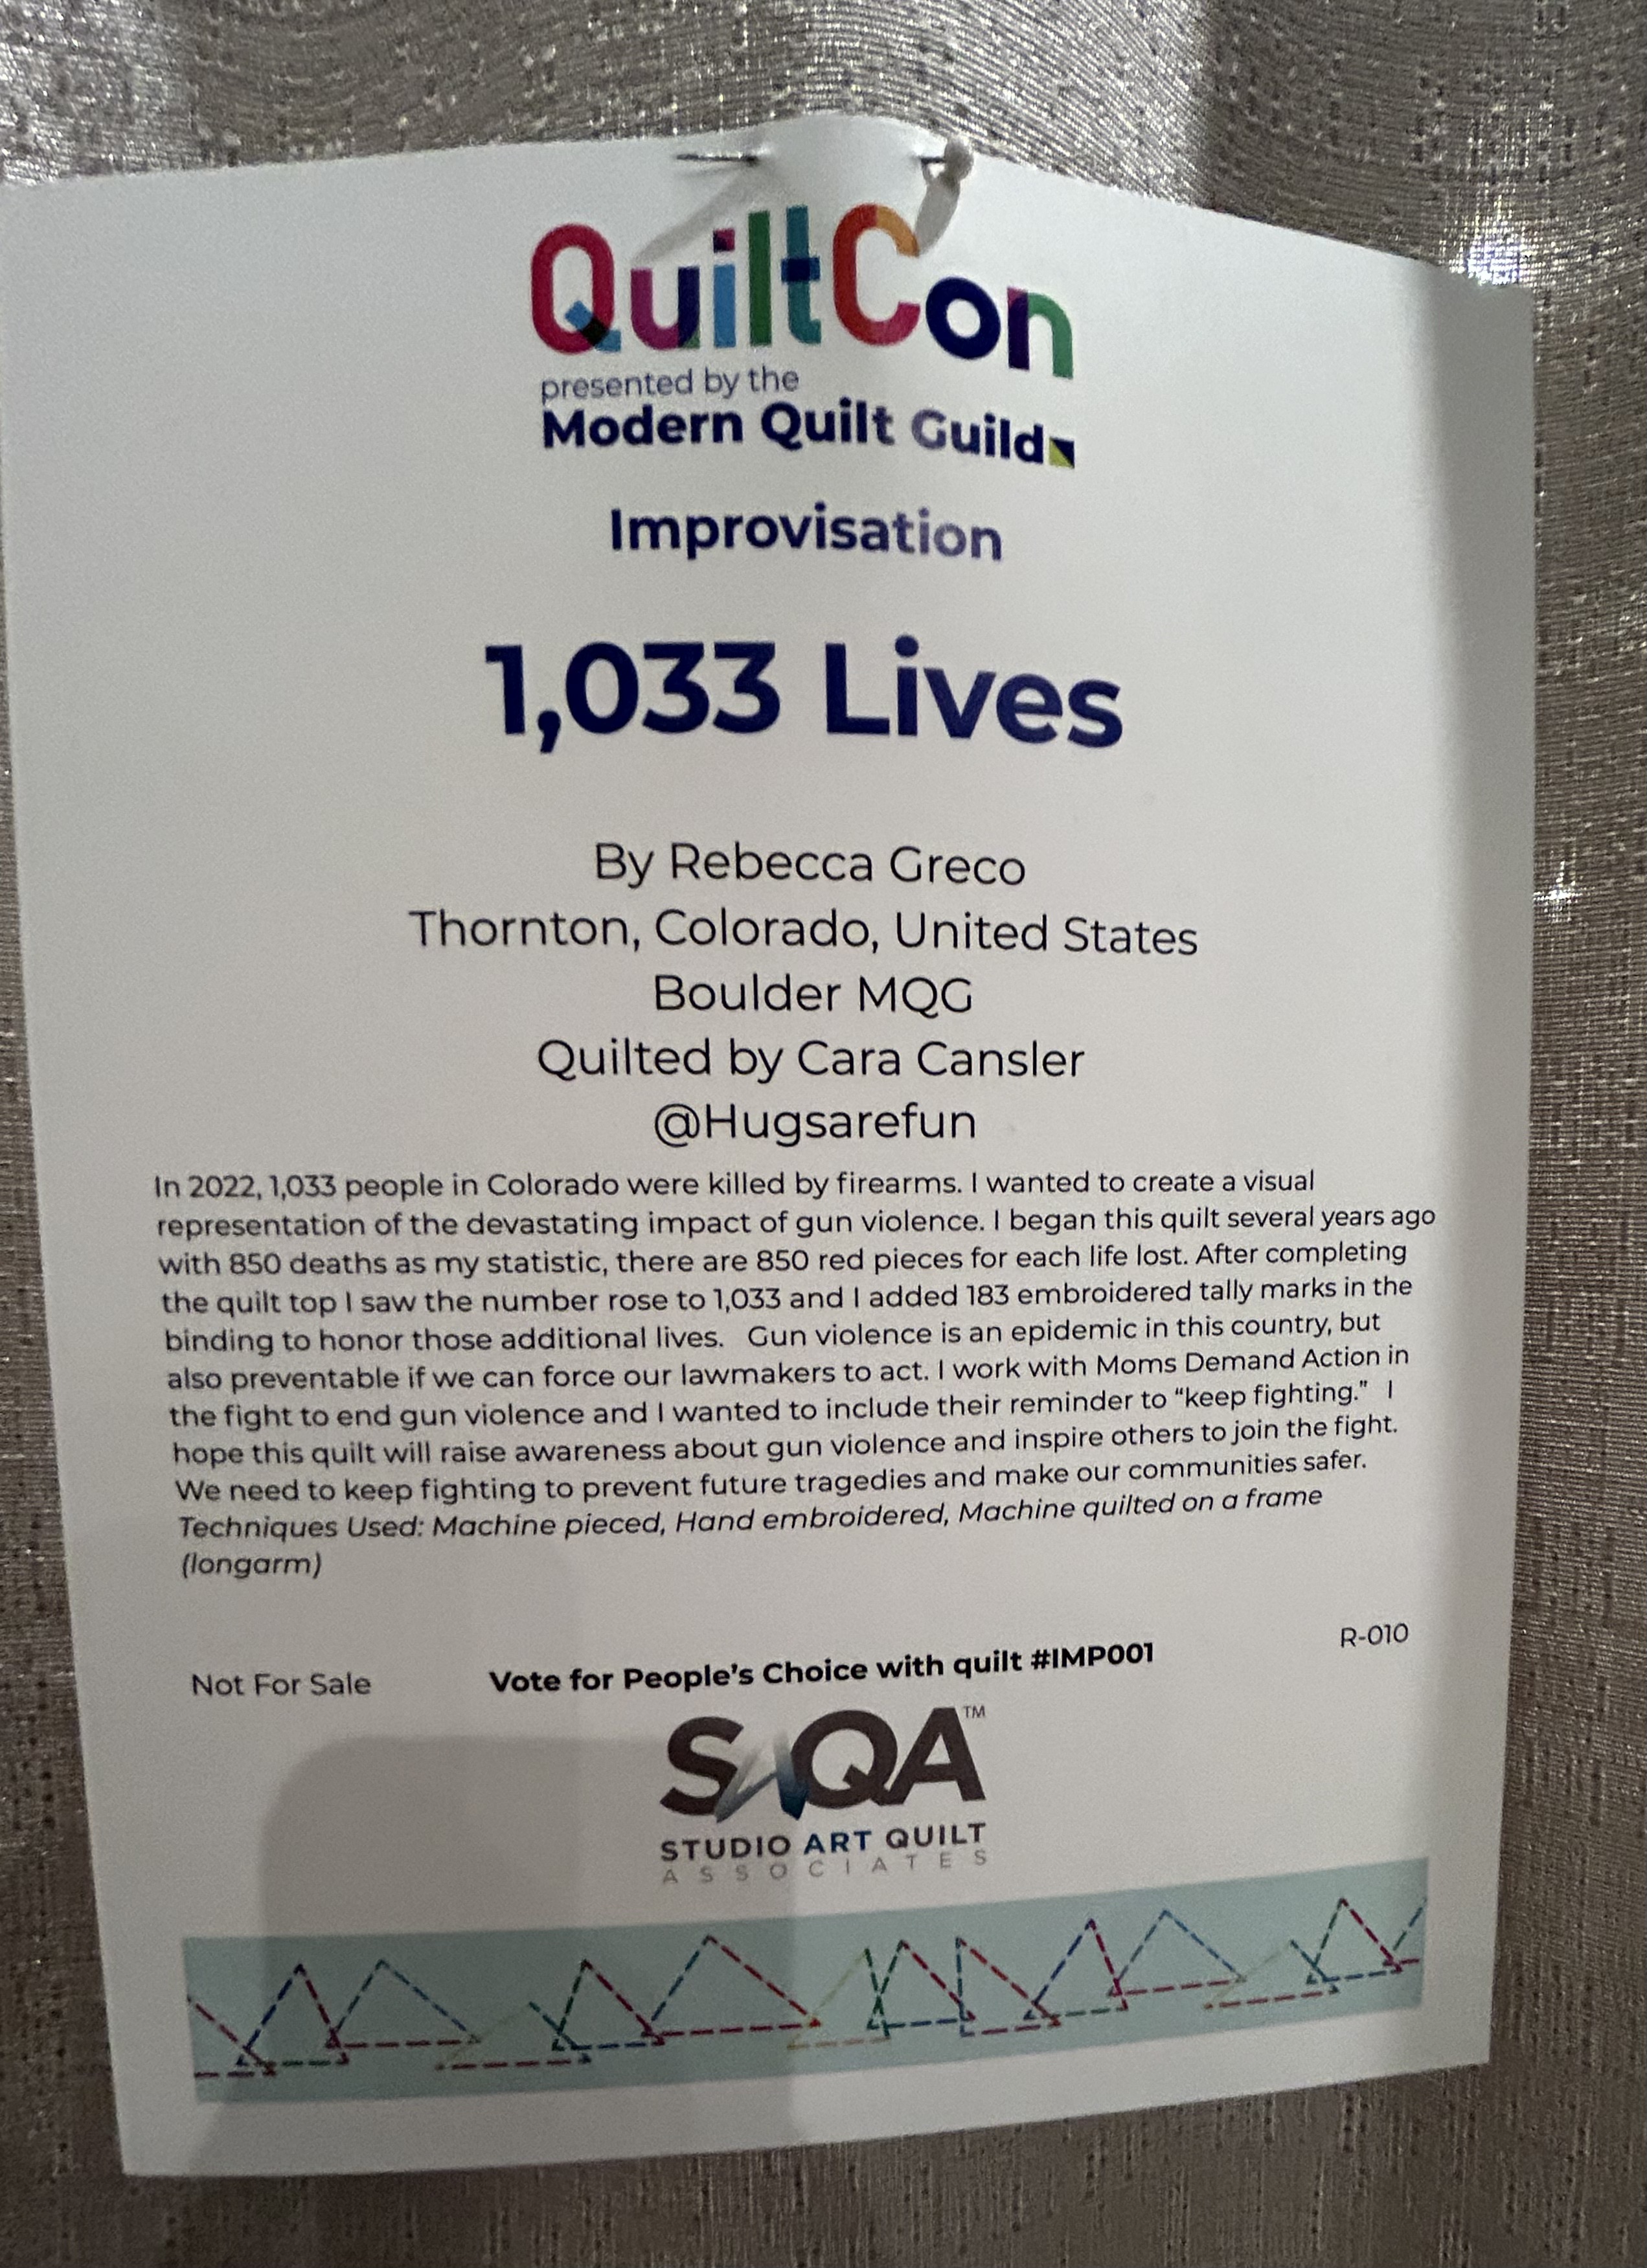 QuiltCon
presented by the
Modern Quilt Guild
Improvisation
1,033 Lives
By Rebecca Greco
Thornton, Colorado, United States
Boulder MQG
Quilted by Cara Cansler
@Hugsarefun
In 2022, 1,033 people in Colorado were killed by firearms. I wanted to create a visual
representation of the devastating impact of gun violence. I began this quilt several years ago
with 850 deaths as my statistic, there are 850 red pieces for each life lost. After completing
the quilt top I saw the number rose to 1,033 and I added 183 embroidered tally marks in the
binding to honor those additional lives.   Gun violence is an epidemic in this country, but
also preventable if we can force our lawmakers to act. I work with Moms Demand Action in
the fight to end gun violence and I wanted to include their reminder to “keep fighting.”  I
hope this quilt will raise awareness about gun violence and inspire others to join the fight.
We need to keep fighting to prevent future tragedies and make our communities safer.
Techniques Used: Machine pieced, Hand embroidered, Machine quilted on a frame
(longarm)
R-010
Not For Sale
Vote for People’s Choice with quilt #IMP001
SAQA™
STUDIO ART QUILT
ASSOCIATES